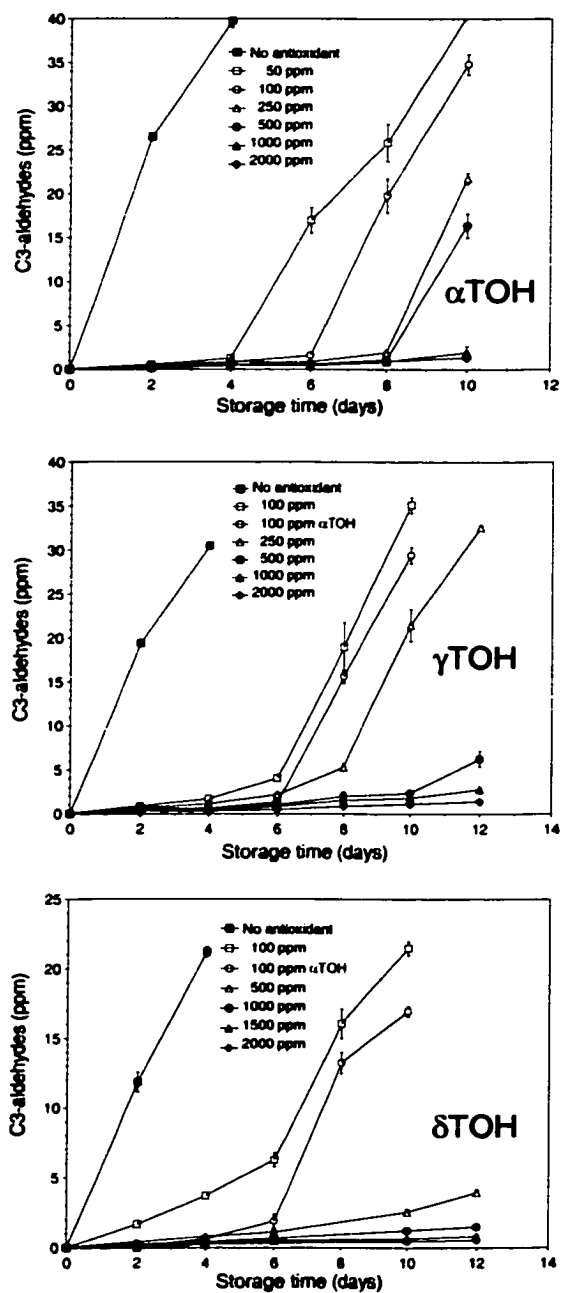 40
35
30
25
20
15
10
5
0
C3-aldehydes (ppm)
No antioxidant
50 ppm
100 ppm
250 ppm
500 ppm
1000 ppm
2000 ppm
αTOH
0 2 4 6 8 10 12
Storage time (days)
40
35
30
25
20
15
10
5
0
C3-aldehydes (ppm)
No antioxidant
100 ppm
100 ppm αTOH
250 ppm
500 ppm
1000 ppm
2000 ppm
γTOH
0 2 4 6 8 10 12 14
Storage time (days)
25
20
15
10
5
0
C3-aldehydes (ppm)
No antioxidant
100 ppm
100 ppm αTOH
500 ppm
1000 ppm
1500 ppm
2000 ppm
δTOH
0 2 4 6 8 10 12 14
Storage time (days)